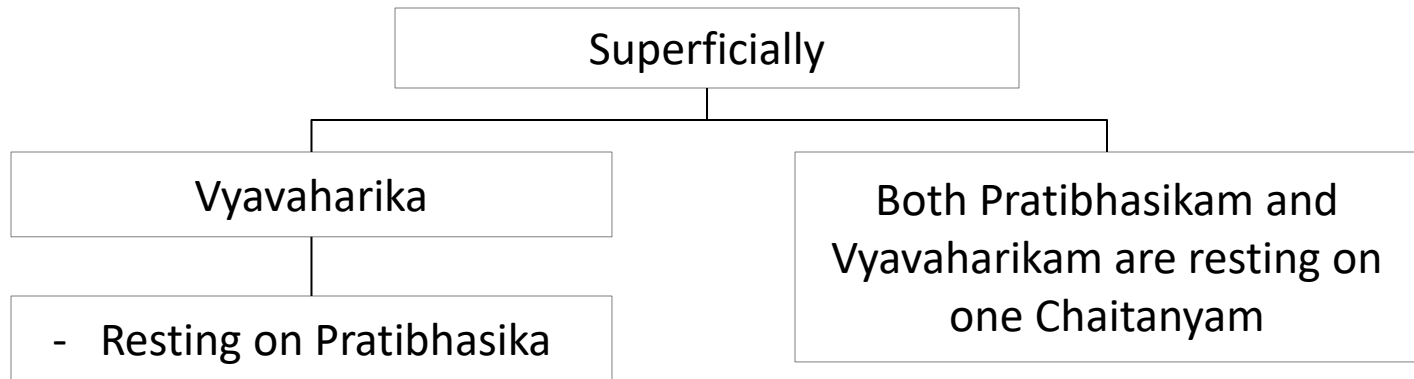 Superficially
Vyavaharika
- Resting on Pratibhasika
Both Pratibhasikam and
Vyavaharikam are resting on
one Chaitanyam